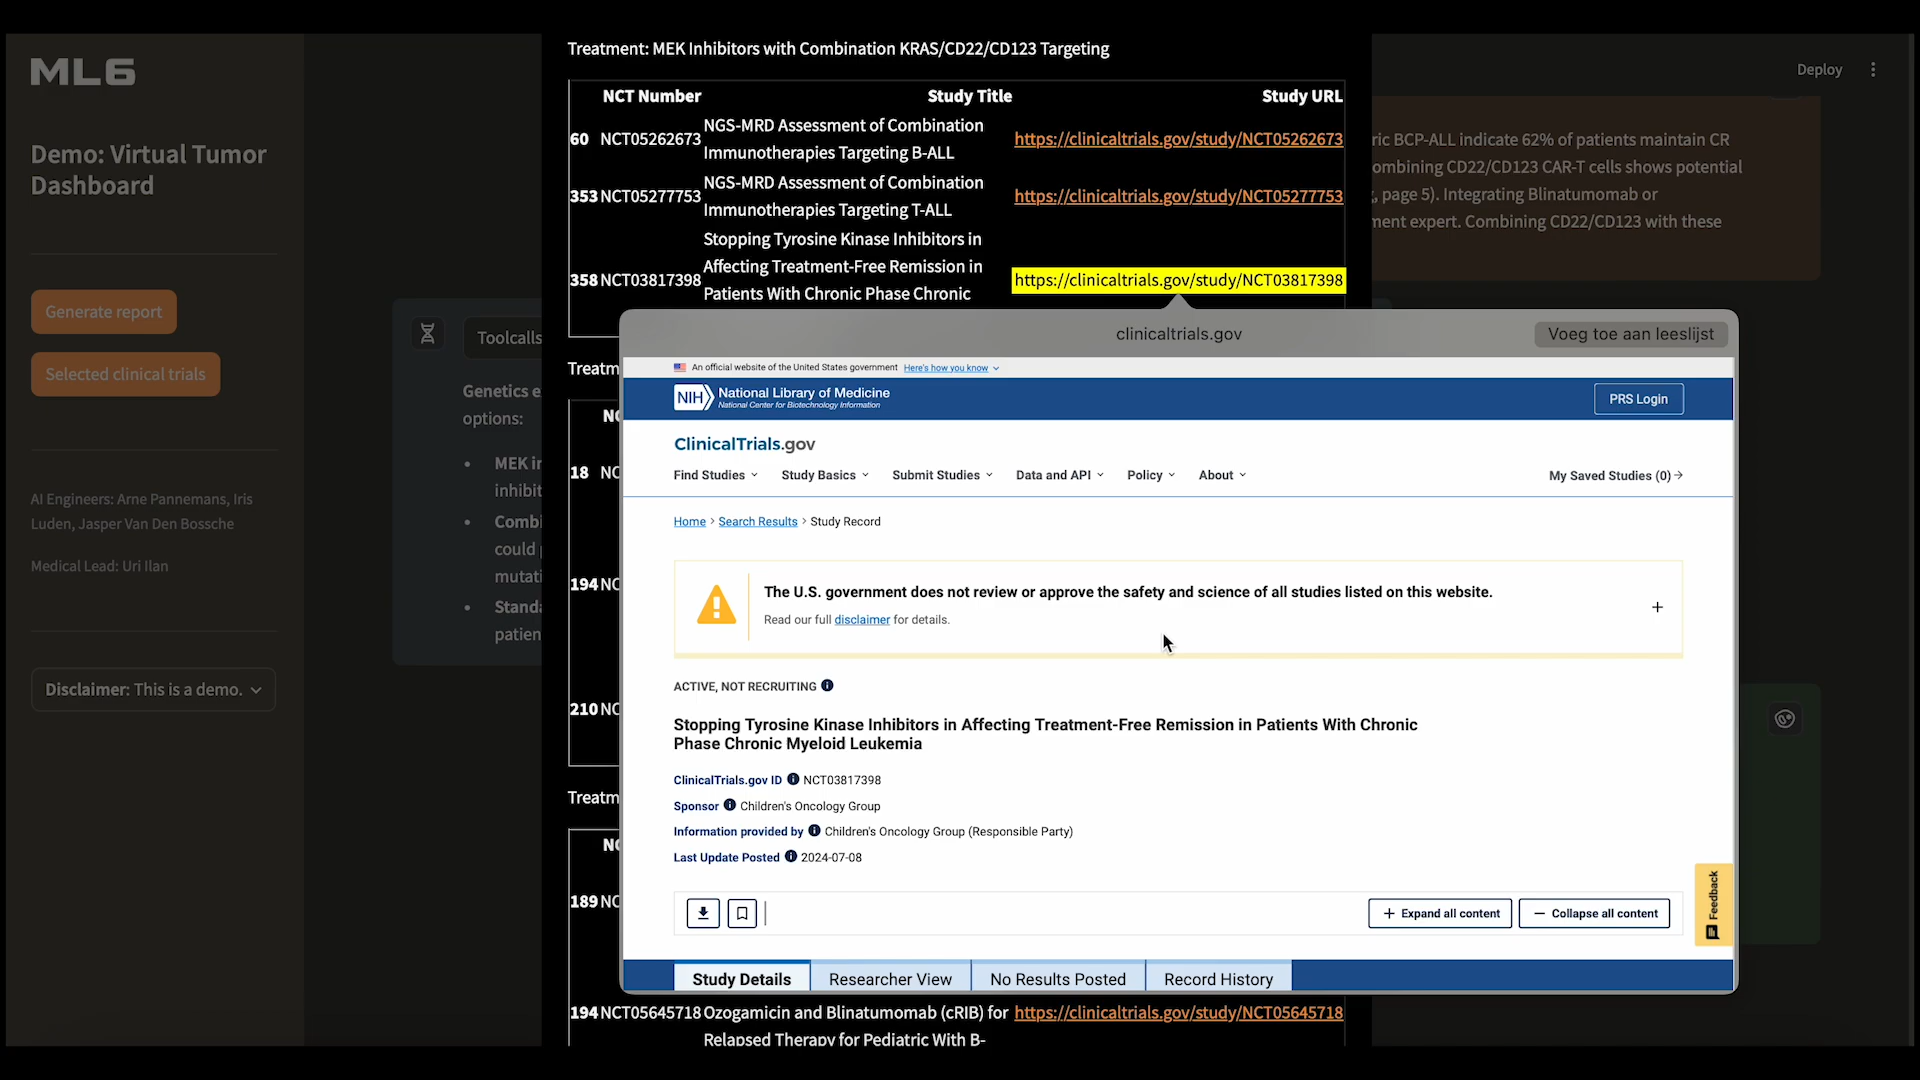 ML6
Demo: Virtual Tumor
Dashboard
Generate report
Selected clinical trials
AI Engineers: Arne Pannemans, Iris
Luden, Jasper Van Den Bossche
Medical Lead: Uri Ilan
Disclaimer: This is a demo.
Toolcalls
Genetics e
options:
MEK in
inhibit
Combi
could
mutati
Standa
patien
Treatment: MEK Inhibitors with Combination KRAS/CD22/CD123 Targeting
NCT Number Study Title Study URL
60 NCT05262673 NGS-MRD Assessment of Combination
Immunotherapies Targeting B-ALL https://clinicaltrials.gov/study/NCT05262673
353 NCT05277753 NGS-MRD Assessment of Combination
Immunotherapies Targeting T-ALL https://clinicaltrials.gov/study/NCT05277753
358 NCT03817398 Stopping Tyrosine Kinase Inhibitors in
Affecting Treatment-Free Remission in
Patients With Chronic Phase Chronic https://clinicaltrials.gov/study/NCT03817398
Treatm
NC
18 NC
194 NC
210 NC
Treatm
NC
189 NC
194 NCT05645718 Ozogamicin and Blinatumomab (cRIB) for https://clinicaltrials.gov/study/NCT05645718
Relapsed Therapy for Pediatric With B-
Deploy
ric BCP-ALL indicate 62% of patients maintain CR
ombining CD22/CD123 CAR-T cells shows potential
, page 5). Integrating Blinatumomab or
ment expert. Combining CD22/CD123 with these
clinicaltrials.gov
Voeg toe aan leeslijst
An official website of the United States government Here's how you know
NIH National Library of Medicine
National Center for Biotechnology Information
PRS Login
ClinicalTrials.gov
Find Studies Study Basics Submit Studies Data and API Policy About My Saved Studies (0)
Home > Search Results > Study Record
The U.S. government does not review or approve the safety and science of all studies listed on this website.
Read our full disclaimer for details.
ACTIVE, NOT RECRUITING
Stopping Tyrosine Kinase Inhibitors in Affecting Treatment-Free Remission in Patients With Chronic
Phase Chronic Myeloid Leukemia
ClinicalTrials.gov ID NCT03817398
Sponsor Children's Oncology Group
Information provided by Children's Oncology Group (Responsible Party)
Last Update Posted 2024-07-08
+ Expand all content
− Collapse all content
Feedback
Study Details Researcher View No Results Posted Record History